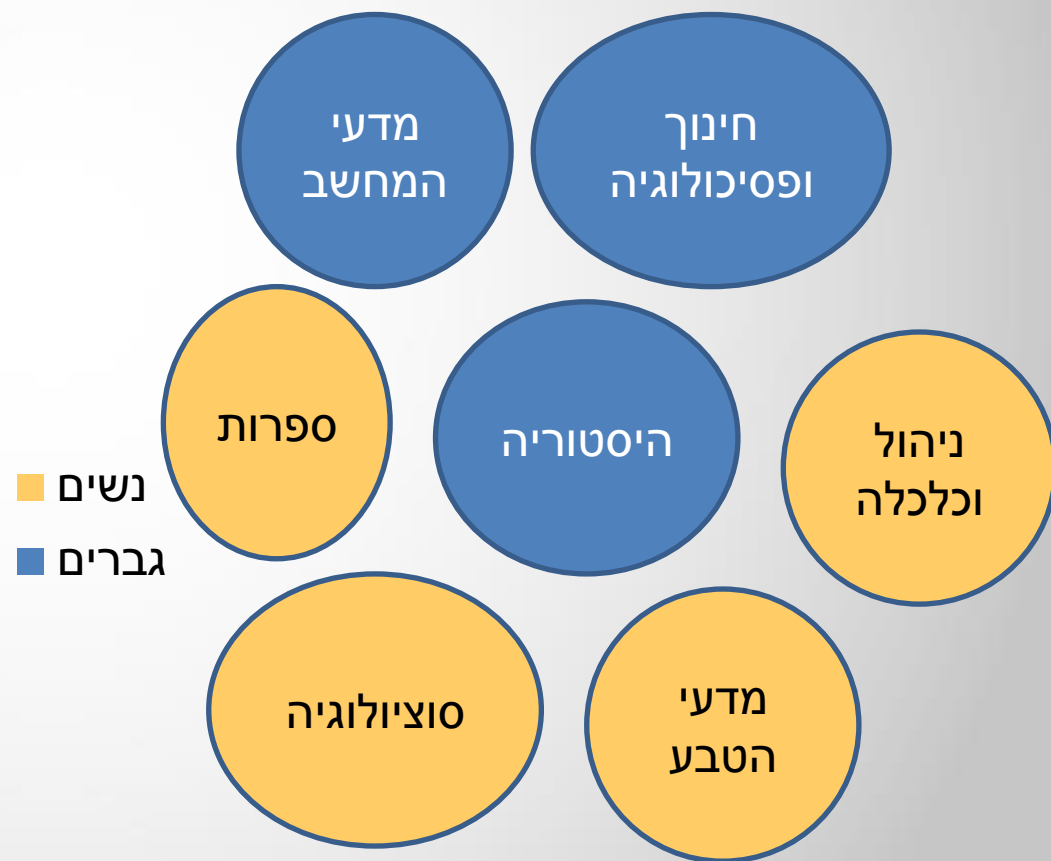 חינוך
ופסיכולוגיה
מדעי
המחשב
ניהול
וכלכלה
היסטוריה
ספרות
נשים
גברים
מדעי
הטבע
סוציולוגיה